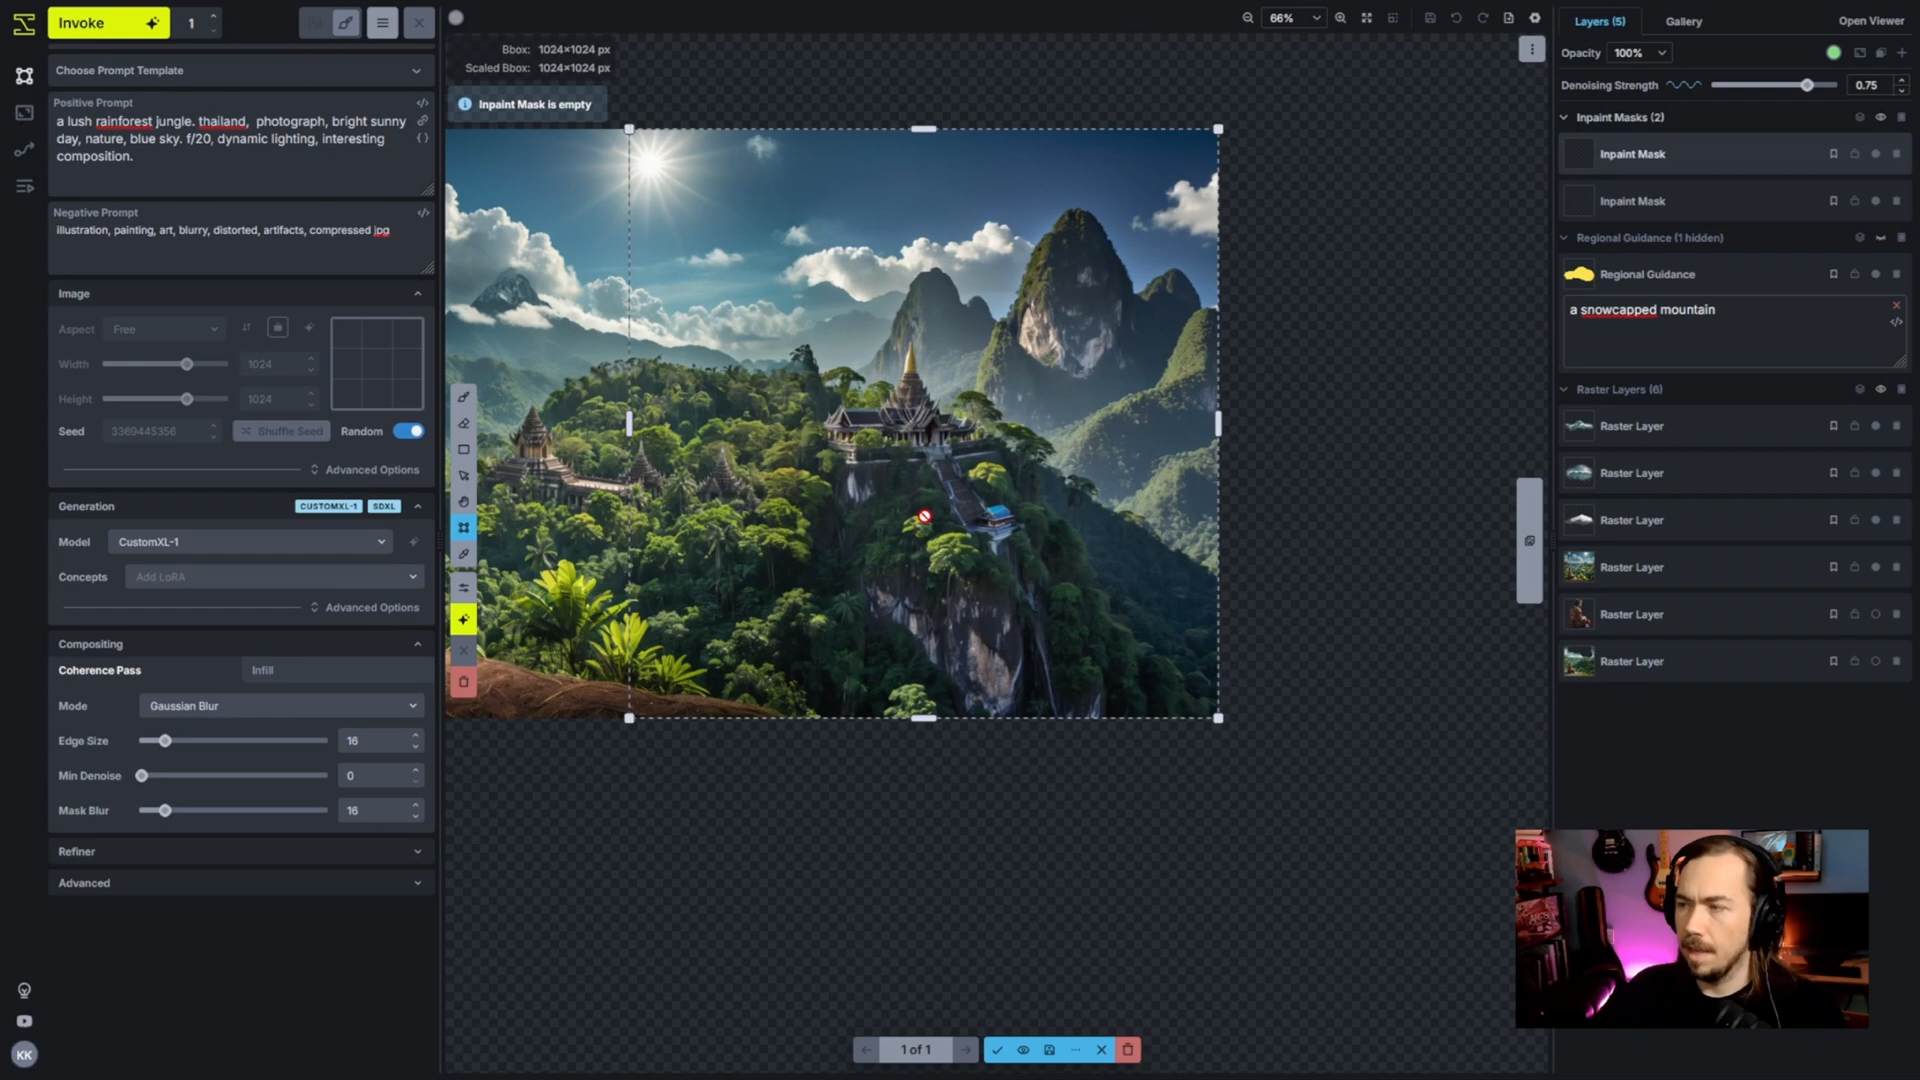 Invoke
1
66%
Layers (5)
Gallery
Open Viewer
Bbox: 1024×1024 px
Scaled Bbox: 1024×1024 px
Opacity
100%
Choose Prompt Template
Denoising Strength
0.75
Positive Prompt
a lush rainforest jungle. thailand,  photograph, bright sunny
day, nature, blue sky. f/20, dynamic lighting, interesting
composition.
Inpaint Mask is empty
Inpaint Masks (2)
Inpaint Mask
Inpaint Mask
Negative Prompt
illustration, painting, art, blurry, distorted, artifacts, compressed jpg
Regional Guidance (1 hidden)
Regional Guidance
a snowcapped mountain
Image
Aspect
Free
Width
1024
Height
1024
Seed
3369445356
Shuffle Seed
Random
Advanced Options
Raster Layers (6)
Raster Layer
Raster Layer
Raster Layer
Raster Layer
Raster Layer
Raster Layer
Generation
CUSTOMXL-1
SDXL
Model
CustomXL-1
Concepts
Add LoRA
Advanced Options
Compositing
Coherence Pass
Infill
Mode
Gaussian Blur
Edge Size
16
Min Denoise
0
Mask Blur
16
Refiner
Advanced
KK
1 of 1